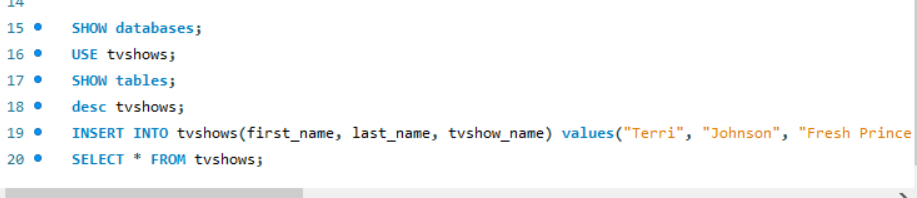 14
15 SHOW databases;
16 USE tvshows;
17 SHOW tables;
18 desc tvshows;
19 INSERT INTO tvshows(first_name, last_name, tvshow_name) values("Terri", "Johnson", "Fresh Prince
20 SELECT * FROM tvshows;